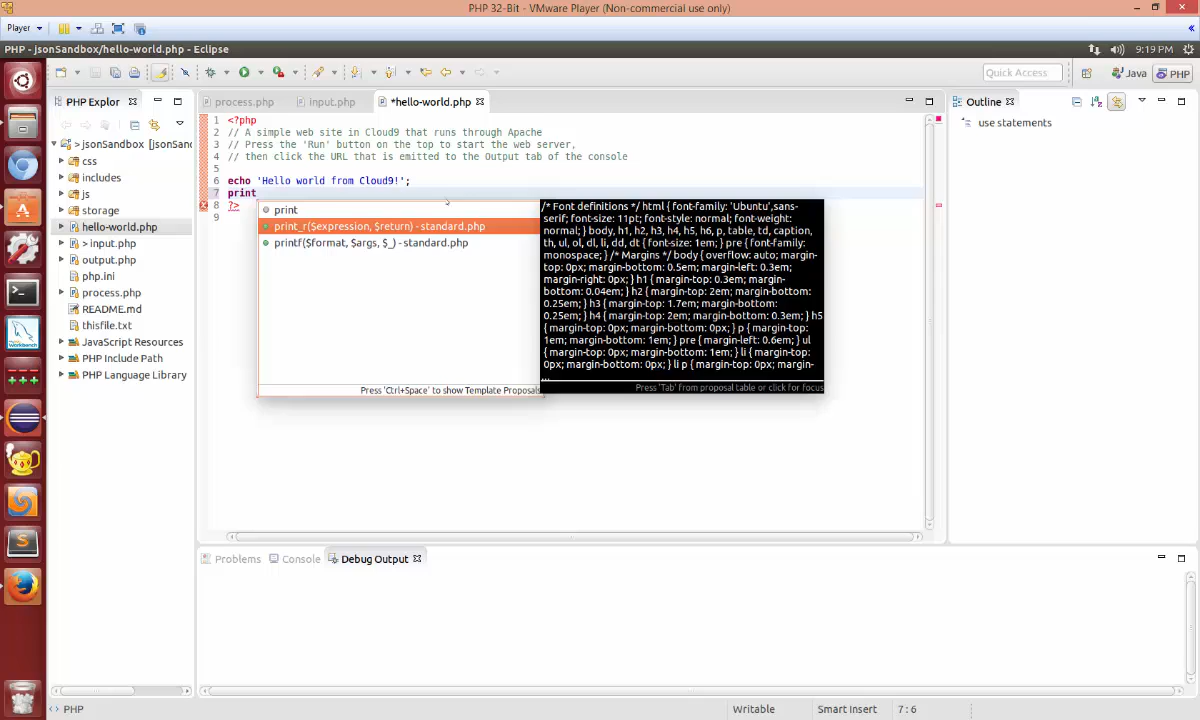 PHP 32-Bit - VMware Player (Non-commercial use only)
Player
PHP - jsonSandbox/hello-world.php - Eclipse
9:19 PM
Quick Access
Java
PHP
PHP Explor
process.php
input.php
*hello-world.php
Outline
> jsonSandbox [jsonSand
css
includes
js
storage
hello-world.php
> input.php
output.php
php.ini
process.php
README.md
thisfile.txt
JavaScript Resources
PHP Include Path
PHP Language Library
1 <?php
2 // A simple web site in Cloud9 that runs through Apache
3 // Press the 'Run' button on the top to start the web server,
4 // then click the URL that is emitted to the Output tab of the console
5
6 echo 'Hello world from Cloud9!';
7 print
8 ?>
9
print
print_r($expression, $return) - standard.php
printf($format, $args, $_) - standard.php
Press 'Ctrl+Space' to show Template Proposals
/* Font definitions */ html { font-family: 'Ubuntu',sans-
serif; font-size: 11pt; font-style: normal; font-weight:
normal; } body, h1, h2, h3, h4, h5, h6, p, table, td, caption,
th, ul, ol, dl, li, dd, dt { font-size: 1em; } pre { font-family:
monospace; } /* Margins */ body { overflow: auto; margin-
top: 0px; margin-bottom: 0.5em; margin-left: 0.3em;
margin-right: 0px; } h1 { margin-top: 0.3em; margin-
bottom: 0.04em; } h2 { margin-top: 2em; margin-bottom:
0.25em; } h3 { margin-top: 1.7em; margin-bottom:
0.25em; } h4 { margin-top: 2em; margin-bottom: 0.3em; } h5
{ margin-top: 0px; margin-bottom: 0px; } p { margin-top:
1em; margin-bottom: 1em; } pre { margin-left: 0.6em; } ul
{ margin-top: 0px; margin-bottom: 1em; } li { margin-top:
0px; margin-bottom: 0px; } li p { margin-top: 0px; margin-
...
Press 'Tab' from proposal table or click for focus
use statements
Problems
Console
Debug Output
PHP
Writable
Smart Insert
7 : 6